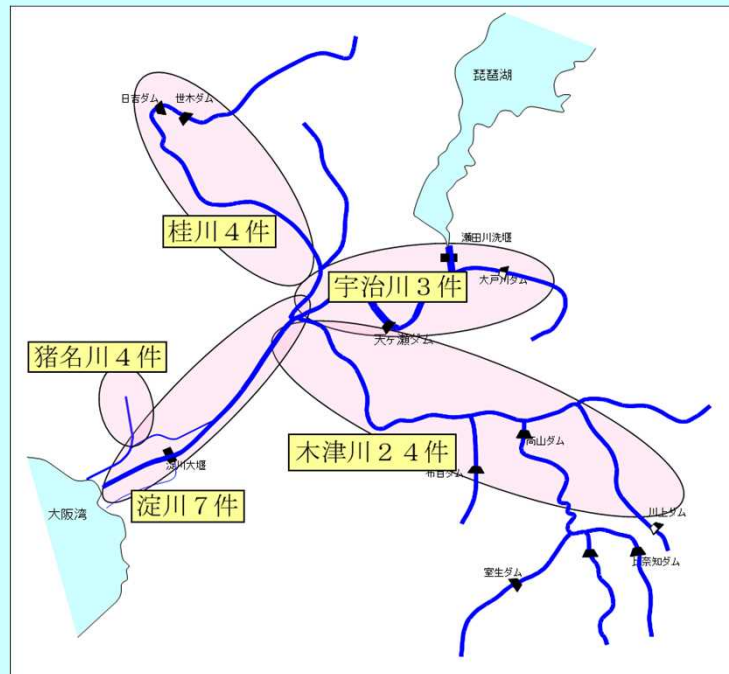 琵琶湖
日吉ダム
世木ダム
桂川４件
瀬田川洗堰
大戸川ダム
宇治川３件
天ヶ瀬ダム
猪名川４件
木津川２４件
高山ダム
布目ダム
淀川大堰
淀川７件
大阪湾
川上ダム
比奈知ダム
室生ダム